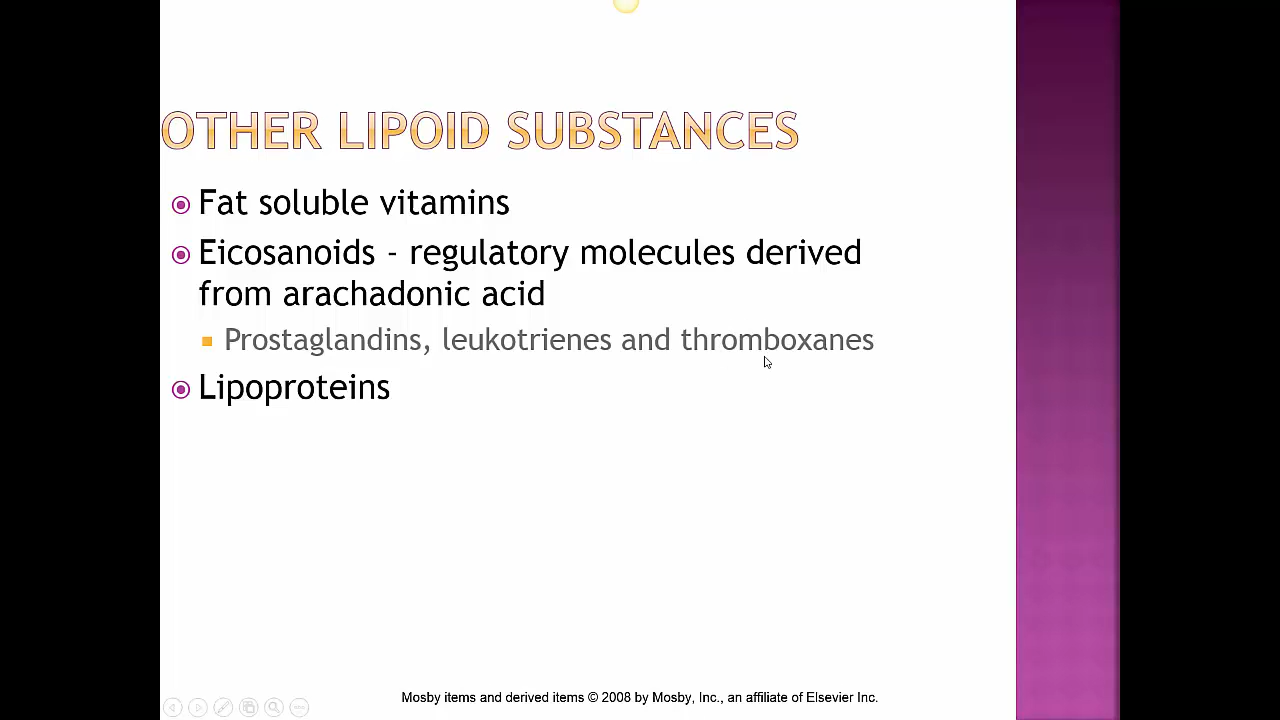 OTHER LIPOID SUBSTANCES
Fat soluble vitamins
Eicosanoids - regulatory molecules derived
from arachadonic acid
Prostaglandins, leukotrienes and thromboxanes
Lipoproteins
Mosby items and derived items © 2008 by Mosby, Inc., an affiliate of Elsevier Inc.